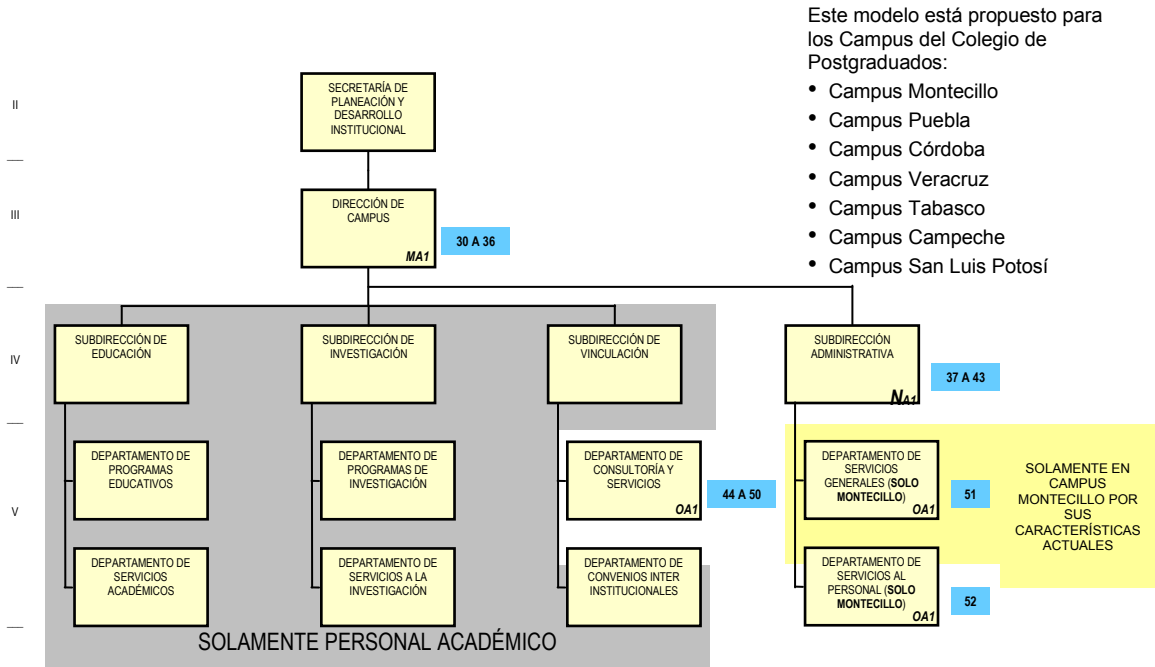 Este modelo está propuesto para
los Campus del Colegio de
Postgraduados:
• Campus Montecillo
• Campus Puebla
• Campus Córdoba
• Campus Veracruz
• Campus Tabasco
• Campus Campeche
• Campus San Luis Potosí
II
SECRETARÍA DE
PLANEACIÓN Y
DESARROLLO
INSTITUCIONAL
III
DIRECCIÓN DE
CAMPUS
MA1
30 A 36
IV
SUBDIRECCIÓN DE
EDUCACIÓN
SUBDIRECCIÓN DE
INVESTIGACIÓN
SUBDIRECCIÓN DE
VINCULACIÓN
SUBDIRECCIÓN
ADMINISTRATIVA
NA1
37 A 43
V
DEPARTAMENTO DE
PROGRAMAS
EDUCATIVOS
DEPARTAMENTO DE
PROGRAMAS DE
INVESTIGACIÓN
DEPARTAMENTO DE
CONSULTORÍA Y
SERVICIOS
OA1
44 A 50
DEPARTAMENTO DE
SERVICIOS
GENERALES (SOLO
MONTECILLO)
OA1
51
SOLAMENTE EN
CAMPUS
MONTECILLO POR
SUS
CARACTERÍSTICAS
ACTUALES
DEPARTAMENTO DE
SERVICIOS
ACADÉMICOS
DEPARTAMENTO DE
SERVICIOS A LA
INVESTIGACIÓN
DEPARTAMENTO DE
CONVENIOS INTER
INSTITUCIONALES
DEPARTAMENTO DE
SERVICIOS AL
PERSONAL (SOLO
MONTECILLO)
OA1
52
SOLAMENTE PERSONAL ACADÉMICO